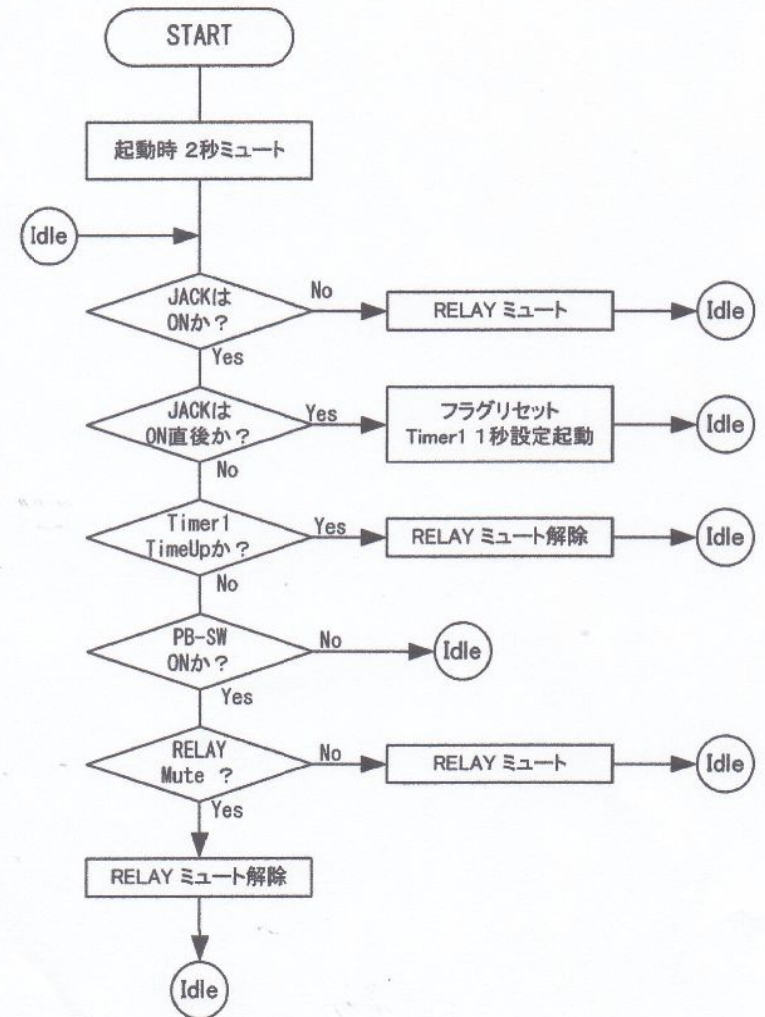 START
起動時 2秒ミュート
Idle
JACKは
ONか？
No
RELAY ミュート
Idle
Yes
JACKは
ON直後か？
Yes
フラグリセット
Timer1 1秒設定起動
Idle
No
Timer1
TimeUpか？
Yes
RELAY ミュート解除
Idle
No
PB-SW
ONか？
No
Idle
Yes
RELAY
Mute ？
No
RELAY ミュート
Idle
Yes
RELAY ミュート解除
Idle